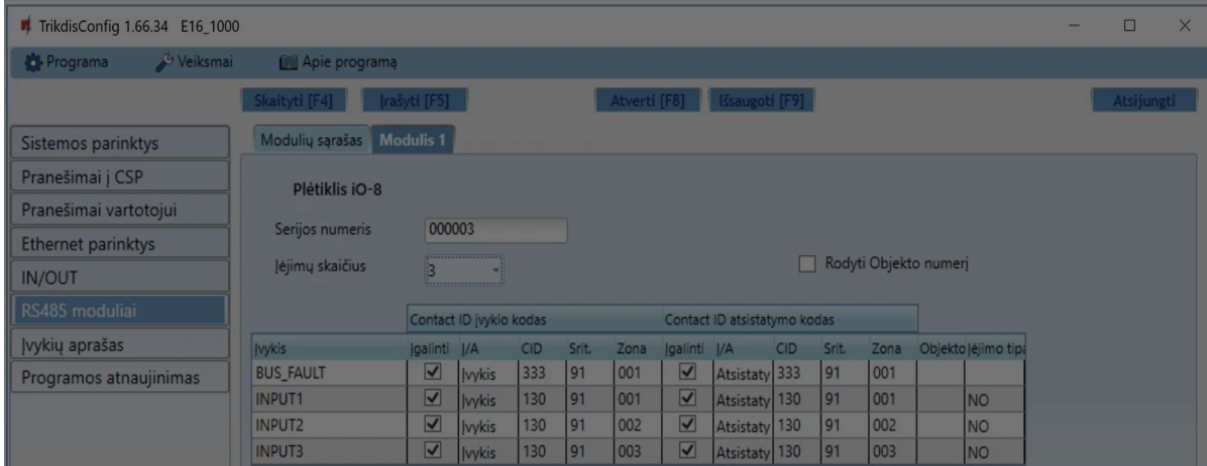 TrikdisConfig 1.66.34 E16_1000
Programa Veiksmai Apie programą
Skaityti [F4] Įrašyti [F5] Atverti [F8] Išsaugoti [F9] Atsijungti
Sistemos parinktys
Pranešimai į CSP
Pranešimai vartotojui
Ethernet parinktys
IN/OUT
RS485 moduliai
Įvykių aprašas
Programos atnaujinimas
Modulių sąrašas Modulis 1
Plėtiklis iO-8
Serijos numeris 000003
Įėjimų skaičius 3 Rodyti Objekto numerį
Contact ID įvykio kodas Contact ID atsistatymo kodas
Įvykis Įgalinti Į/A CID Srit. Zona Įgalinti Į/A CID Srit. Zona Objekto Įėjimo tipa
BUS_FAULT Įvykis 333 91 001 Atsistaty 333 91 001
INPUT1 Įvykis 130 91 001 Atsistaty 130 91 001 NO
INPUT2 Įvykis 130 91 002 Atsistaty 130 91 002 NO
INPUT3 Įvykis 130 91 003 Atsistaty 130 91 003 NO